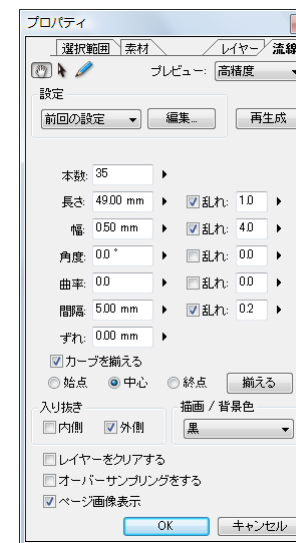 プロパティ
選択範囲 素材 レイヤー 流線
プレビュー: 高精度
設定
前回の設定 編集... 再生成
本数: 35
長さ: 49.00 mm 乱れ: 1.0
幅: 0.50 mm 乱れ: 4.0
角度: 0.0 ° 乱れ: 0.0
曲率: 0.0 乱れ: 0.0
間隔: 5.00 mm 乱れ: 0.2
ずれ: 0.00 mm
カーブを揃える
始点 中心 終点 揃える
入り抜き 描画 / 背景色
内側 外側 黒
レイヤーをクリアする
オーバーサンプリングをする
ページ画像表示
OK キャンセル